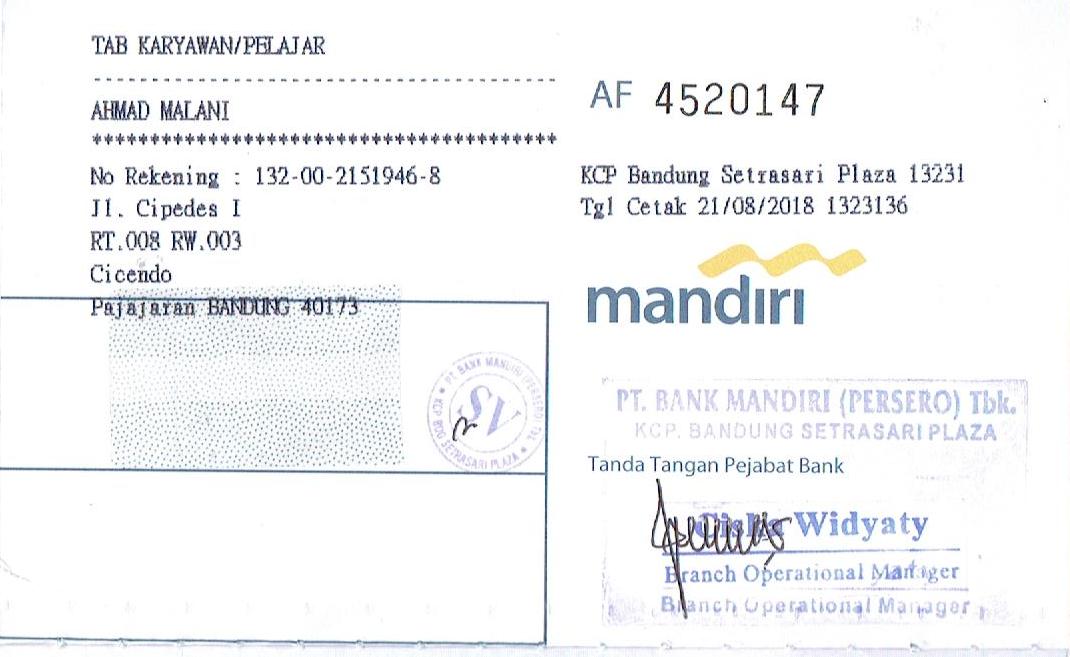 TAB KARYAWAN/PELAJAR
----------------------------------------
AHMAD MALANI
****************************************
No Rekening : 132-00-2151946-8
Jl. Cipedes I
RT.008 RW.003
Cicendo
Pajajaran BANDUNG 40173
PT. BANK MANDIRI (PERSERO) Tbk.
KCP BDG SETRASARI PLAZA
SV
AF 4520147
KCP Bandung Setrasari Plaza 13231
Tgl Cetak 21/08/2018 1323136
mandiri
PT. BANK MANDIRI (PERSERO) Tbk.
KCP. BANDUNG SETRASARI PLAZA
Tanda Tangan Pejabat Bank
Widyaty
Branch Operational Manager
Branch Operational Manager